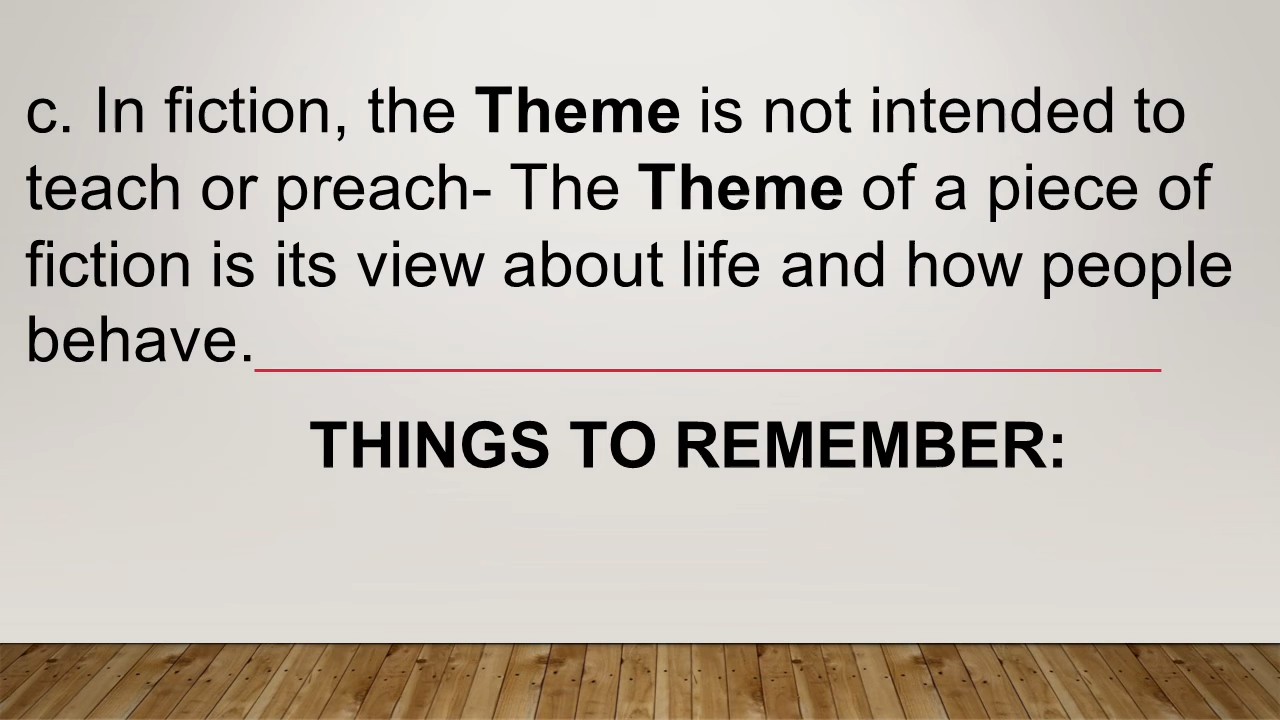 c. In fiction, the Theme is not intended to
teach or preach- The Theme of a piece of
fiction is its view about life and how people
behave.
THINGS TO REMEMBER: